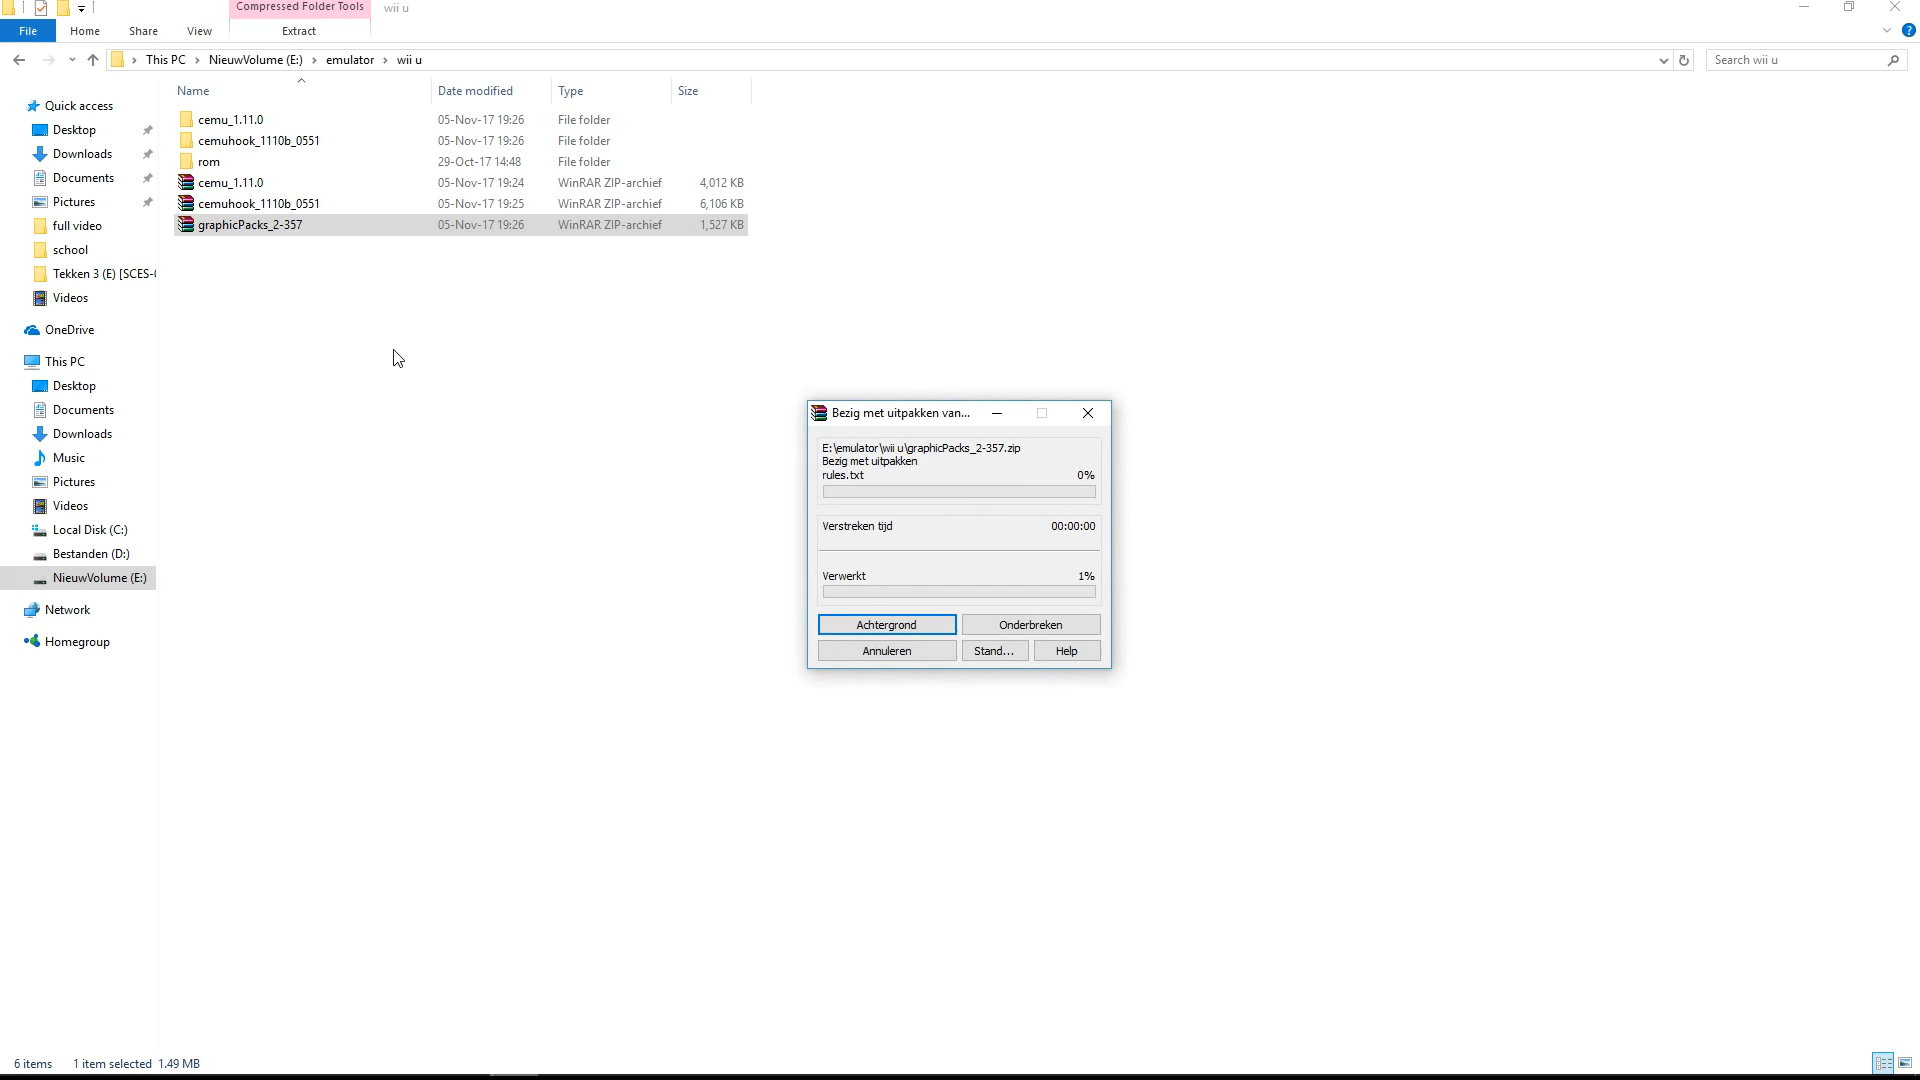 Compressed Folder Tools
wii u
File
Home
Share
View
Extract
This PC
NieuwVolume (E:)
emulator
wii u
Search wii u
Name
Date modified
Type
Size
cemu_1.11.0
05-Nov-17 19:26
File folder
cemuhook_1110b_0551
05-Nov-17 19:26
File folder
rom
29-Oct-17 14:48
File folder
cemu_1.11.0
05-Nov-17 19:24
WinRAR ZIP-archief
4,012 KB
cemuhook_1110b_0551
05-Nov-17 19:25
WinRAR ZIP-archief
6,106 KB
graphicPacks_2-357
05-Nov-17 19:26
WinRAR ZIP-archief
1,527 KB
Quick access
Desktop
Downloads
Documents
Pictures
full video
school
Tekken 3 (E) [SCES-
Videos
OneDrive
This PC
Desktop
Documents
Downloads
Music
Pictures
Videos
Local Disk (C:)
Bestanden (D:)
NieuwVolume (E:)
Network
Homegroup
Bezig met uitpakken van...
E:\emulator\wii u\graphicPacks_2-357.zip
Bezig met uitpakken
rules.txt
0%
Verstreken tijd
00:00:00
Verwerkt
1%
Achtergrond
Onderbreken
Annuleren
Stand...
Help
6 items
1 item selected 1.49 MB